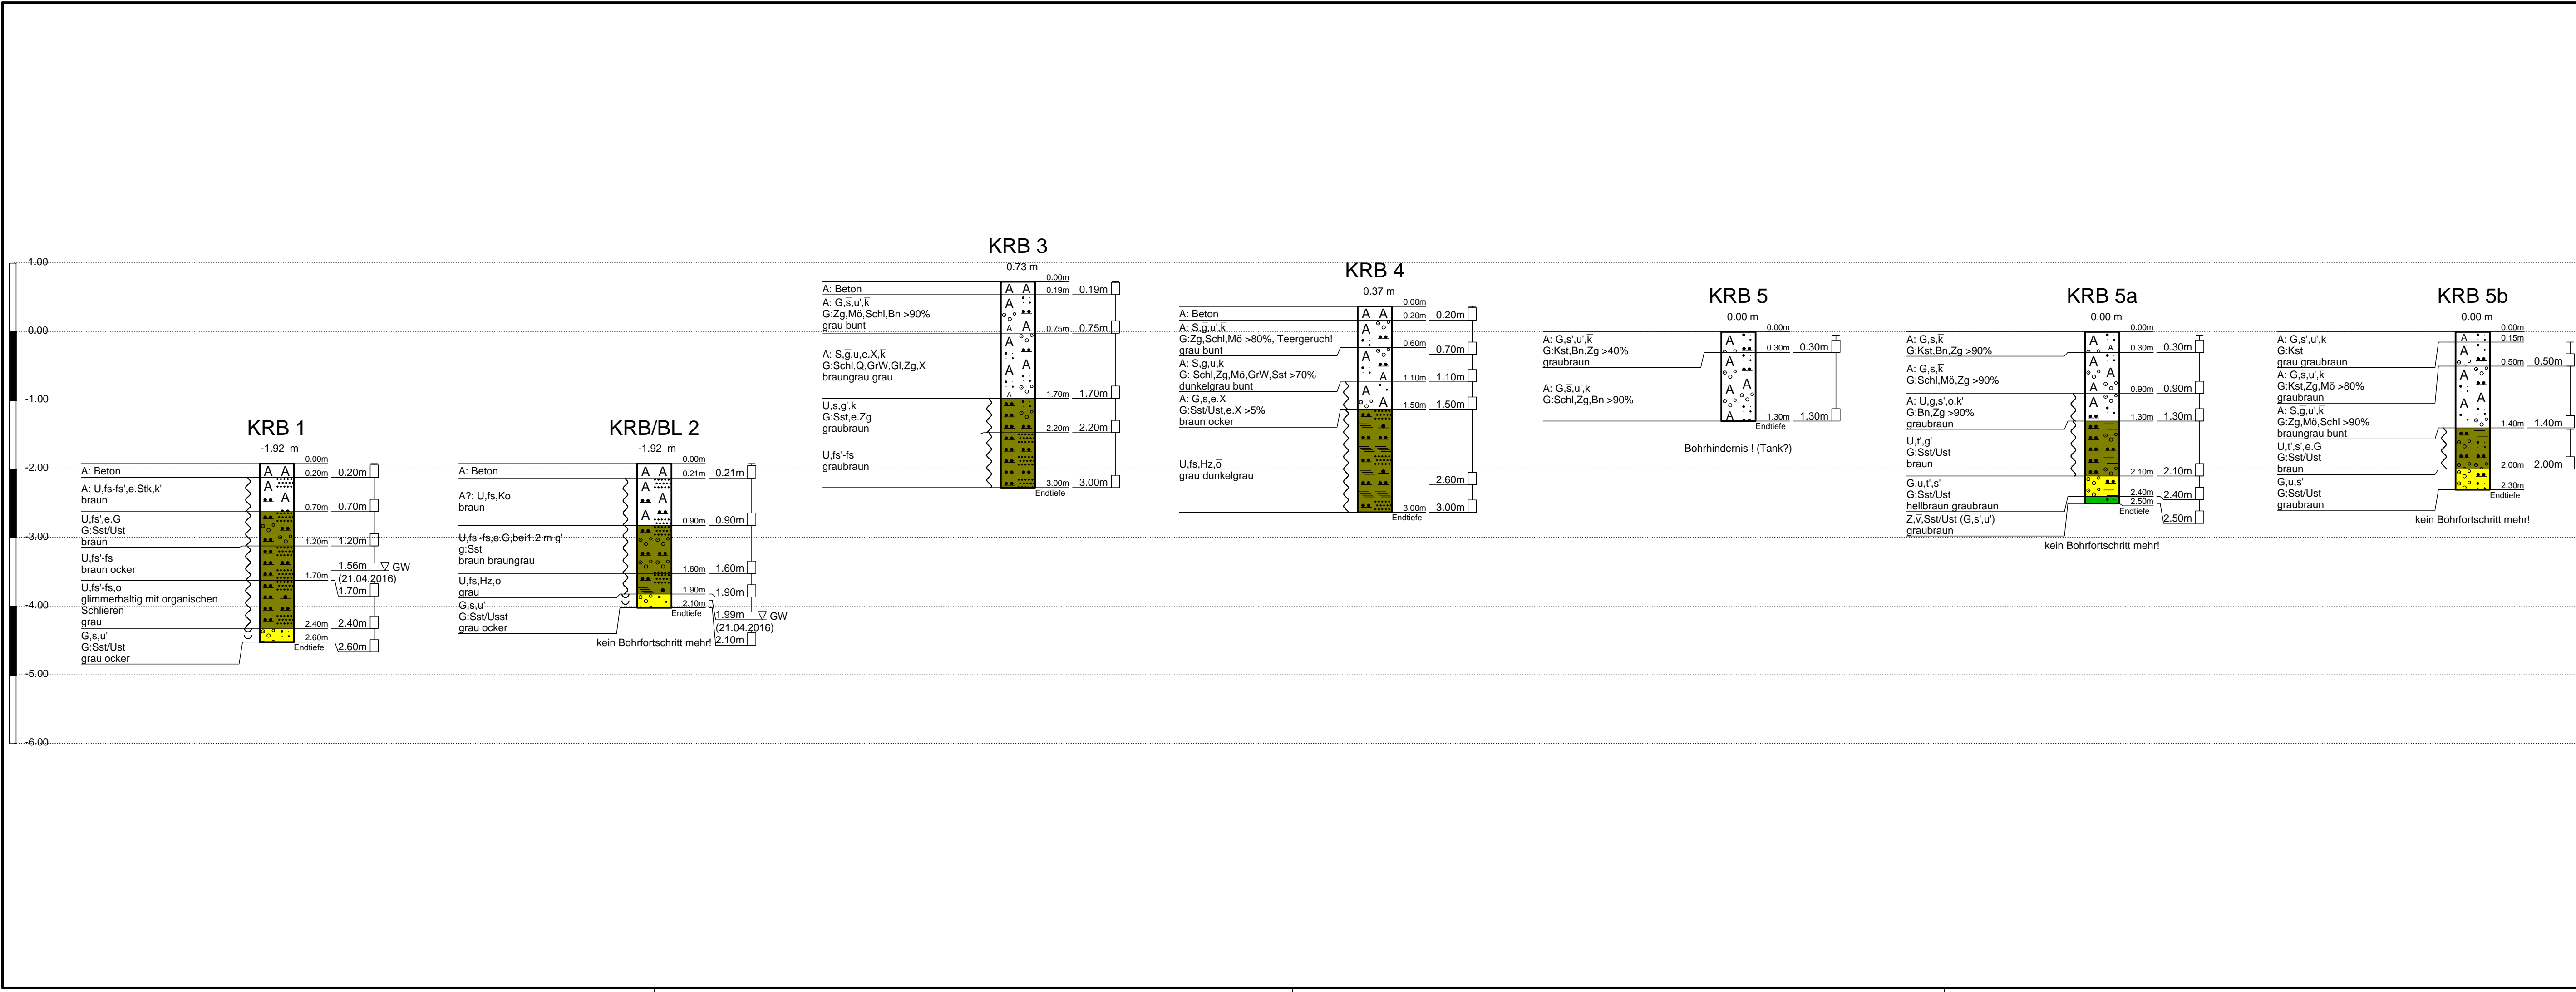 1.00
0.00
-1.00
-2.00
-3.00
-4.00
-5.00
-6.00
KRB 1
-1.92 m
A: Beton
A: U,fs-fs',e.Stk,k'
braun
U,fs',e.G
G:Sst/Ust
braun
U,fs'-fs
braun ocker
U,fs'-fs,o
glimmerhaltig mit organischen
Schlieren
grau
G,s,u'
G:Sst/Ust
grau ocker
0.00m
0.20m 0.20m
0.70m 0.70m
1.20m 1.20m
1.56m GW
(21.04.2016)
1.70m 1.70m
2.40m 2.40m
2.60m 2.60m
Endtiefe
KRB/BL 2
-1.92 m
A: Beton
A?: U,fs,Ko
braun
U,fs'-fs,e.G,bei1.2 m g'
g:Sst
braun braungrau
U,fs,Hz,o
grau
G,s,u'
G:Sst/Usst
grau ocker
0.00m
0.21m 0.21m
0.90m 0.90m
1.60m 1.60m
1.90m 1.90m
2.10m
Endtiefe
1.99m GW
(21.04.2016)
2.10m
kein Bohrfortschritt mehr!
KRB 3
0.73 m
A: Beton
A: G,s̅,u',k̅
G:Zg,Mö,Schl,Bn >90%
grau bunt
A: S,g̅,u,e.X,k̅
G:Schl,Q,GrW,Gl,Zg,X
braungrau grau
U,s,g',k
G:Sst,e.Zg
graubraun
U,fs'-fs
graubraun
0.00m
0.19m 0.19m
0.75m 0.75m
1.70m 1.70m
2.20m 2.20m
3.00m 3.00m
Endtiefe
KRB 4
0.37 m
A: Beton
A: S,g̅,u',k̅
G:Zg,Schl,Mö >80%, Teergeruch!
grau bunt
A: S,g,u,k
G: Schl,Zg,Mö,GrW,Sst >70%
dunkelgrau bunt
A: G,s,e.X
G:Sst/Ust,e.X >5%
braun ocker
U,fs,Hz,o̅
grau dunkelgrau
0.00m
0.20m 0.20m
0.60m 0.70m
1.10m 1.10m
1.50m 1.50m
2.60m
3.00m 3.00m
Endtiefe
KRB 5
0.00 m
A: G,s',u',k̅
G:Kst,Bn,Zg >40%
graubraun
A: G,s̅,u',k
G:Schl,Zg,Bn >90%
0.00m
0.30m 0.30m
1.30m 1.30m
Endtiefe
Bohrhindernis ! (Tank?)
KRB 5a
0.00 m
A: G,s,k̅
G:Kst,Bn,Zg >90%
A: G,s,k̅
G:Schl,Mö,Zg >90%
A: U,g,s',o,k'
G:Bn,Zg >90%
graubraun
U,t',g'
G:Sst/Ust
braun
G,u,t',s'
G:Sst/Ust
hellbraun graubraun
Z,v̅,Sst/Ust (G,s',u')
graubraun
0.00m
0.30m 0.30m
0.90m 0.90m
1.30m 1.30m
2.10m 2.10m
2.40m 2.40m
2.50m 2.50m
Endtiefe
kein Bohrfortschritt mehr!
KRB 5b
0.00 m
A: G,s',u',k
G:Kst
grau graubraun
A: G,s̅,u',k̅
G:Kst,Zg,Mö >80%
graubraun
A: S,g̅,u',k̅
G:Zg,Mö,Schl >90%
braungrau bunt
U,t',s',e.G
G:Sst/Ust
braun
G,u,s'
G:Sst/Ust
graubraun
0.00m
0.15m
0.50m 0.50m
1.40m 1.40m
2.00m 2.00m
2.30m
Endtiefe
kein Bohrfortschritt mehr!